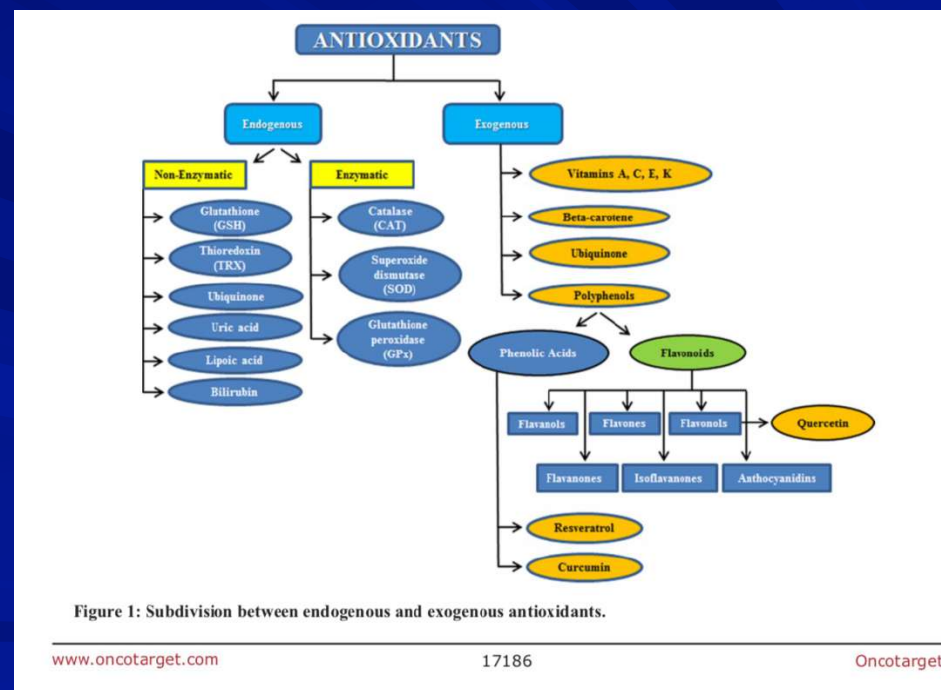 ANTIOXIDANTS
Endogenous
Exogenous
Non-Enzymatic
Enzymatic
Glutathione
(GSH)
Thioredoxin
(TRX)
Ubiquinone
Uric acid
Lipoic acid
Bilirubin
Catalase
(CAT)
Superoxide
dismutase
(SOD)
Glutathione
peroxidase
(GPx)
Vitamins A, C, E, K
Beta-carotene
Ubiquinone
Polyphenols
Phenolic Acids
Flavonoids
Flavanols
Flavones
Flavonols
Quercetin
Flavanones
Isoflavanones
Anthocyanidins
Resveratrol
Curcumin
Figure 1: Subdivision between endogenous and exogenous antioxidants.
www.oncotarget.com
17186
Oncotarget